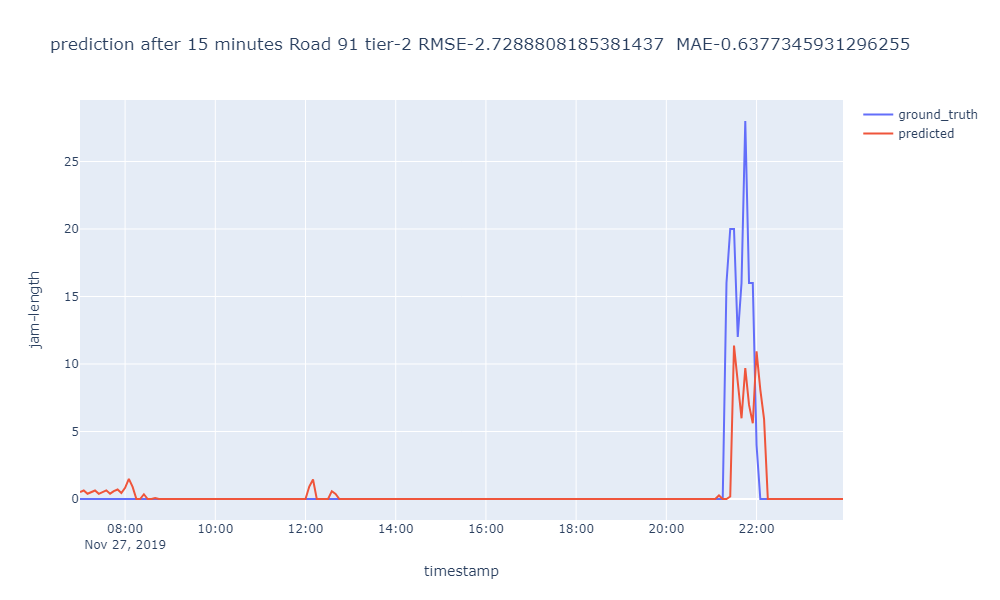 prediction after 15 minutes Road 91 tier-2 RMSE-2.7288808185381437  MAE-0.6377345931296255
ground_truth
predicted
25
20
15
10
5
0
jam-length
08:00
10:00
12:00
14:00
16:00
18:00
20:00
22:00
Nov 27, 2019
timestamp